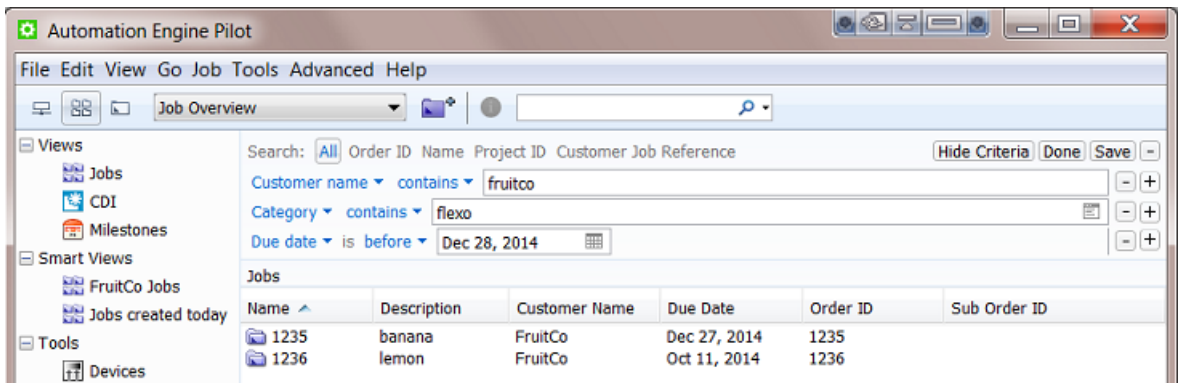 Automation Engine Pilot
File Edit View Go Job Tools Advanced Help
Job Overview
Views
Jobs
CDI
Milestones
Smart Views
FruitCo Jobs
Jobs created today
Tools
Devices
Search: All Order ID Name Project ID Customer Job Reference Hide Criteria Done Save -
Customer name contains fruitco - +
Category contains flexo - +
Due date is before Dec 28, 2014 - +
Jobs
Name Description Customer Name Due Date Order ID Sub Order ID
1235 banana FruitCo Dec 27, 2014 1235
1236 lemon FruitCo Oct 11, 2014 1236